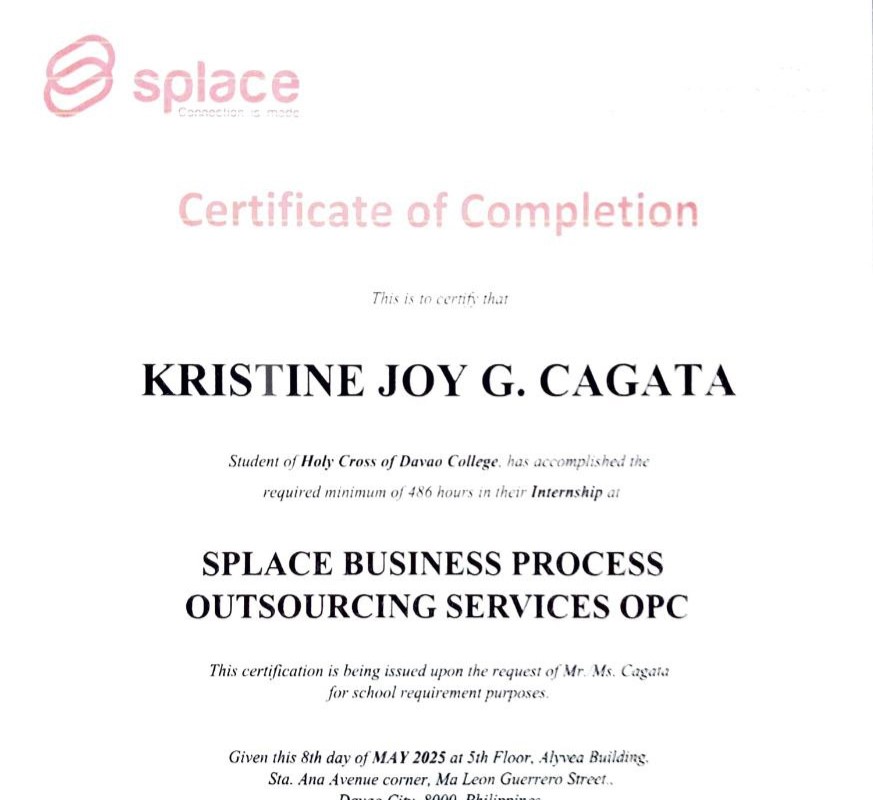 splace
Connection is made
Certificate of Completion
This is to certify that
KRISTINE JOY G. CAGATA
Student of Holy Cross of Davao College, has accomplished the
required minimum of 486 hours in their Internship at
SPLACE BUSINESS PROCESS
OUTSOURCING SERVICES OPC
This certification is being issued upon the request of Mr. Ms. Cagata
for school requirement purposes.
Given this 8th day of MAY 2025 at 5th Floor, Alyvea Building,
Sta. Ana Avenue corner, Ma Leon Guerrero Street.,
Davao City, 8000, Philippines